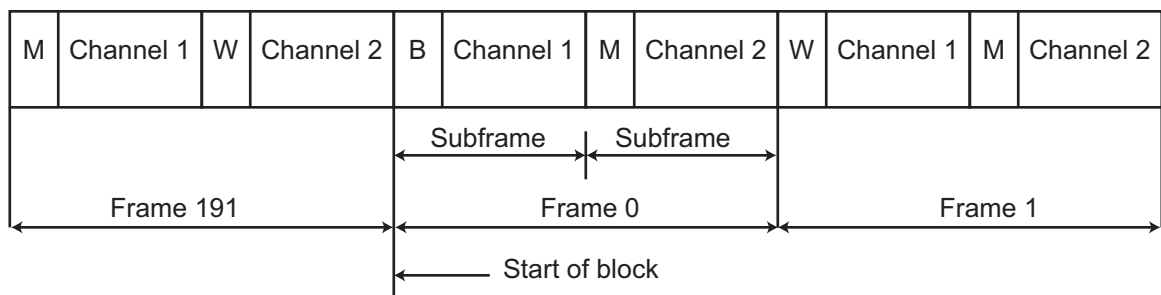 M Channel 1 W Channel 2 B Channel 1 M Channel 2 W Channel 1 M Channel 2
Subframe Subframe
Frame 191 Frame 0 Frame 1
Start of block